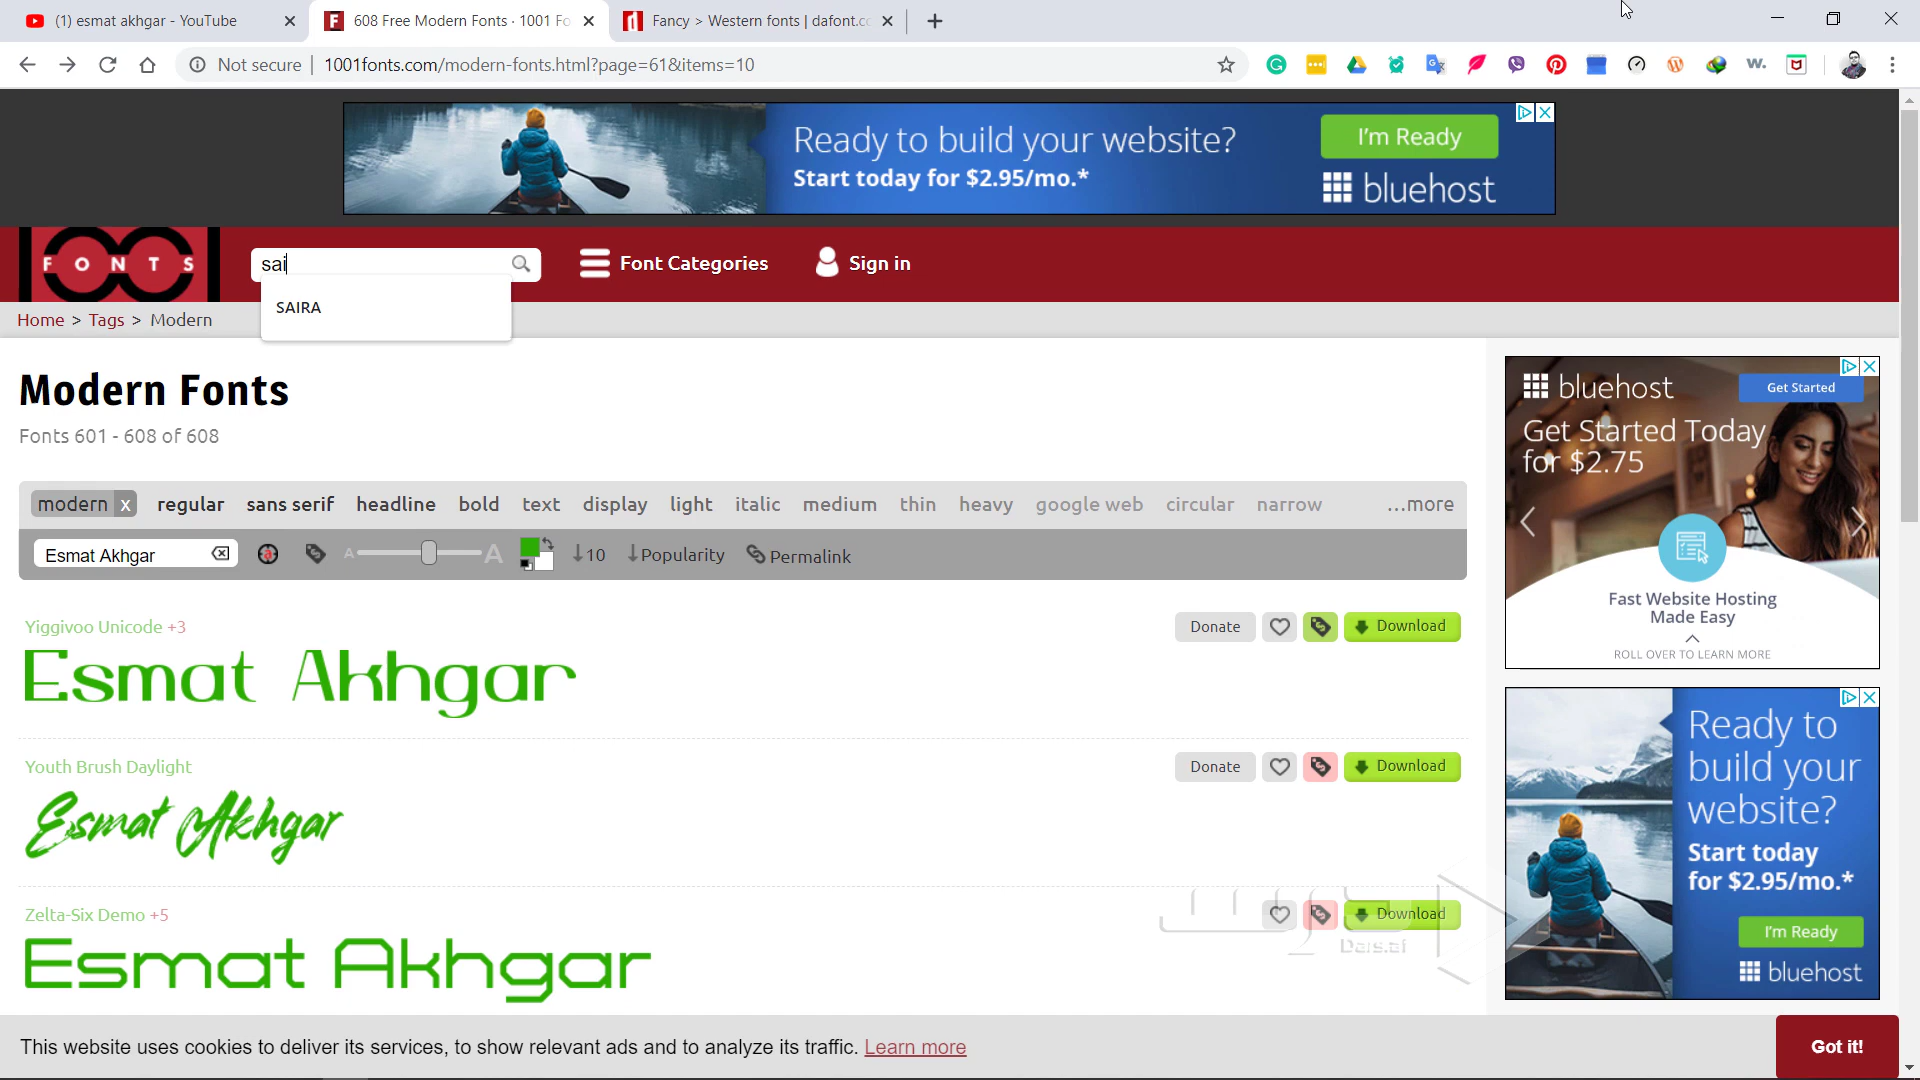 (1) esmat akhgar - YouTube
608 Free Modern Fonts · 1001 Fo
Fancy > Western fonts | dafont.co
Not secure | 1001fonts.com/modern-fonts.html?page=61&items=10
Ready to build your website?
Start today for $2.95/mo.*
I'm Ready
bluehost
FONTS
sai
Font Categories
Sign in
SAIRA
Home > Tags > Modern
Modern Fonts
Fonts 601 - 608 of 608
modern x regular sans serif headline bold text display light italic medium thin heavy google web circular narrow ...more
Esmat Akhgar
A A 10 Popularity Permalink
Yiggivoo Unicode +3
Donate Download
Esmat Akhgar
Youth Brush Daylight
Donate Download
Esmat Akhgar
Zelta-Six Demo +5
Download
Esmat Akhgar
bluehost
Get Started
Get Started Today
for $2.75
Fast Website Hosting
Made Easy
ROLL OVER TO LEARN MORE
Ready to
build your
website?
Start today
for $2.95/mo.*
I'm Ready
bluehost
This website uses cookies to deliver its services, to show relevant ads and to analyze its traffic. Learn more
Got it!